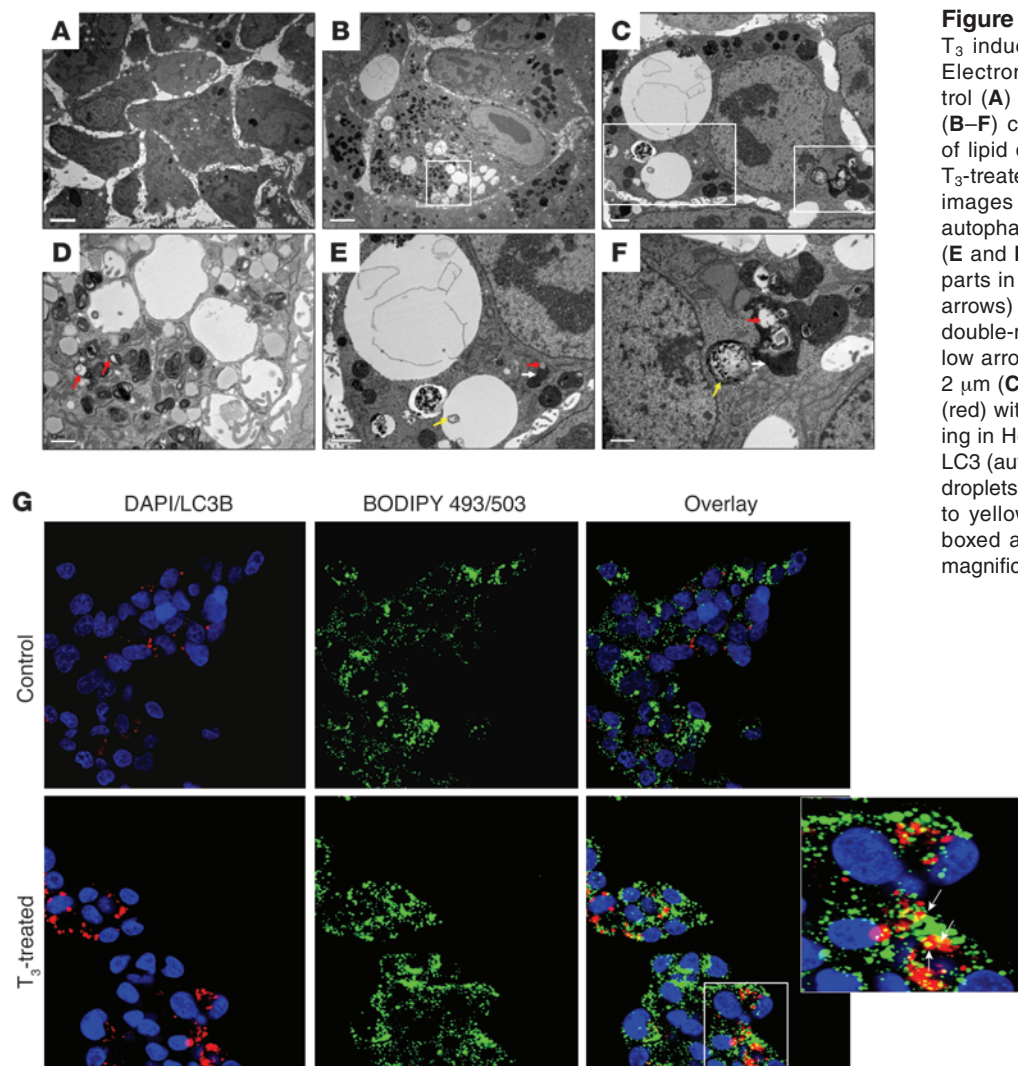 A
B
C
D
E
F
Figure
T3 indu
Electron
trol (A)
(B–F) c
of lipid
T3-treate
images
autopha
(E and
parts in
arrows)
double-r
low arro
2 μm (C
(red) wit
ing in H
LC3 (au
droplets
to yellow
boxed a
magnific
G
DAPI/LC3B
BODIPY 493/503
Overlay
Control
T3-treated